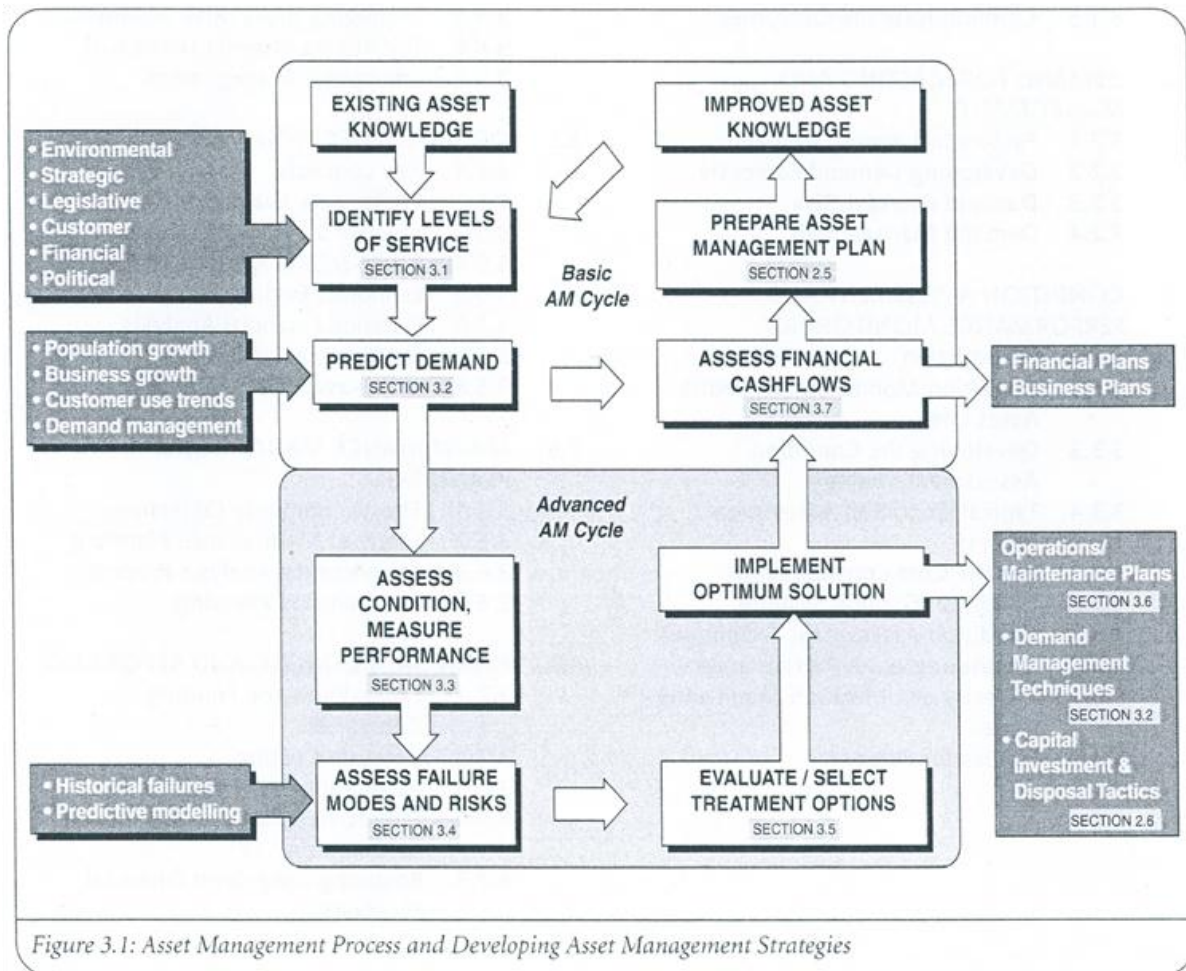 EXISTING ASSET
KNOWLEDGE
IMPROVED ASSET
KNOWLEDGE
• Environmental
• Strategic
• Legislative
• Customer
• Financial
• Political
IDENTIFY LEVELS
OF SERVICE
SECTION 3.1
PREPARE ASSET
MANAGEMENT PLAN
SECTION 2.5
Basic
AM Cycle
• Population growth
• Business growth
• Customer use trends
• Demand management
PREDICT DEMAND
SECTION 3.2
ASSESS FINANCIAL
CASHFLOWS
SECTION 3.7
• Financial Plans
• Business Plans
Advanced
AM Cycle
ASSESS
CONDITION,
MEASURE
PERFORMANCE
SECTION 3.3
IMPLEMENT
OPTIMUM SOLUTION
Operations/
Maintenance Plans
SECTION 3.6
• Demand
Management
Techniques
SECTION 3.2
• Capital
Investment &
Disposal Tactics
SECTION 2.6
• Historical failures
• Predictive modelling
ASSESS FAILURE
MODES AND RISKS
SECTION 3.4
EVALUATE / SELECT
TREATMENT OPTIONS
SECTION 3.5
Figure 3.1: Asset Management Process and Developing Asset Management Strategies